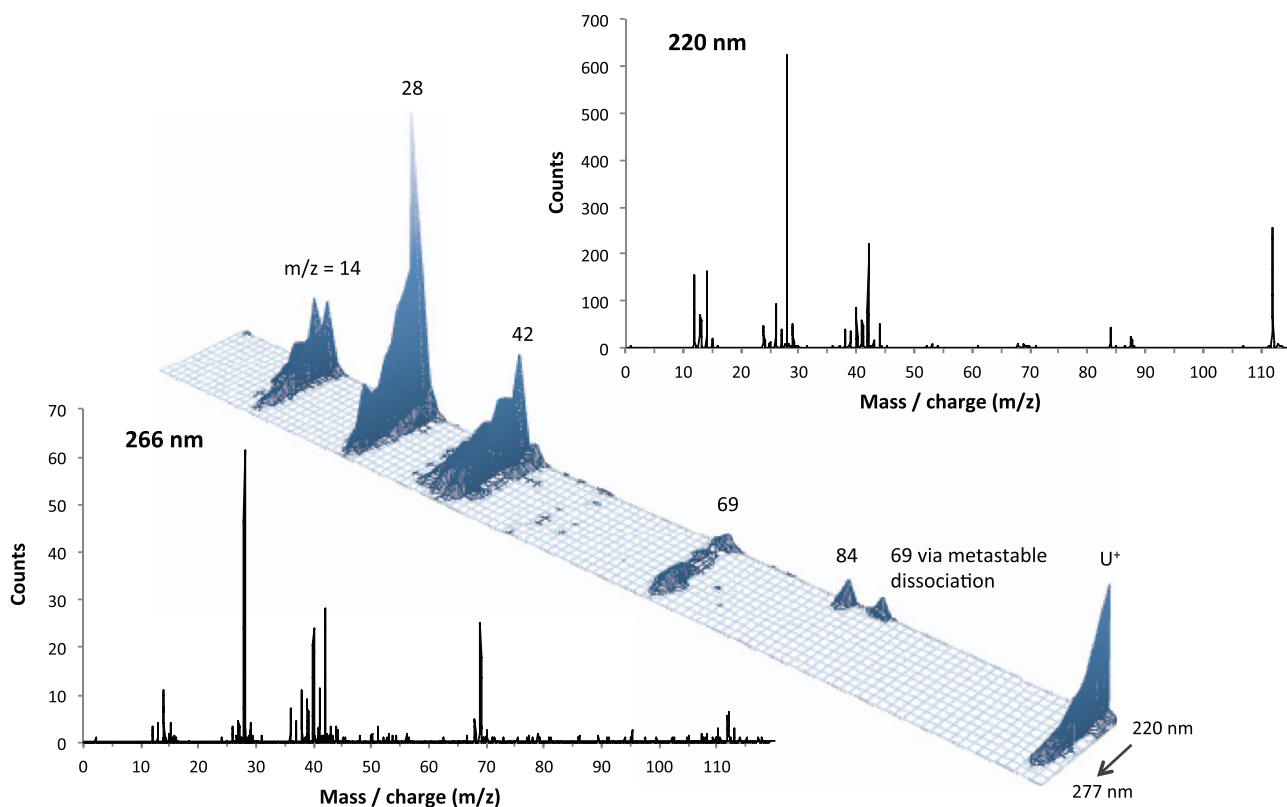 220 nm
700
600
500
400
300
200
100
0
Counts
0 10 20 30 40 50 60 70 80 90 100 110
Mass / charge (m/z)
28
m/z = 14
42
69
84
69 via metastable
dissociation
U⁺
220 nm
277 nm
266 nm
70
60
50
40
30
20
10
0
Counts
0 10 20 30 40 50 60 70 80 90 100 110
Mass / charge (m/z)